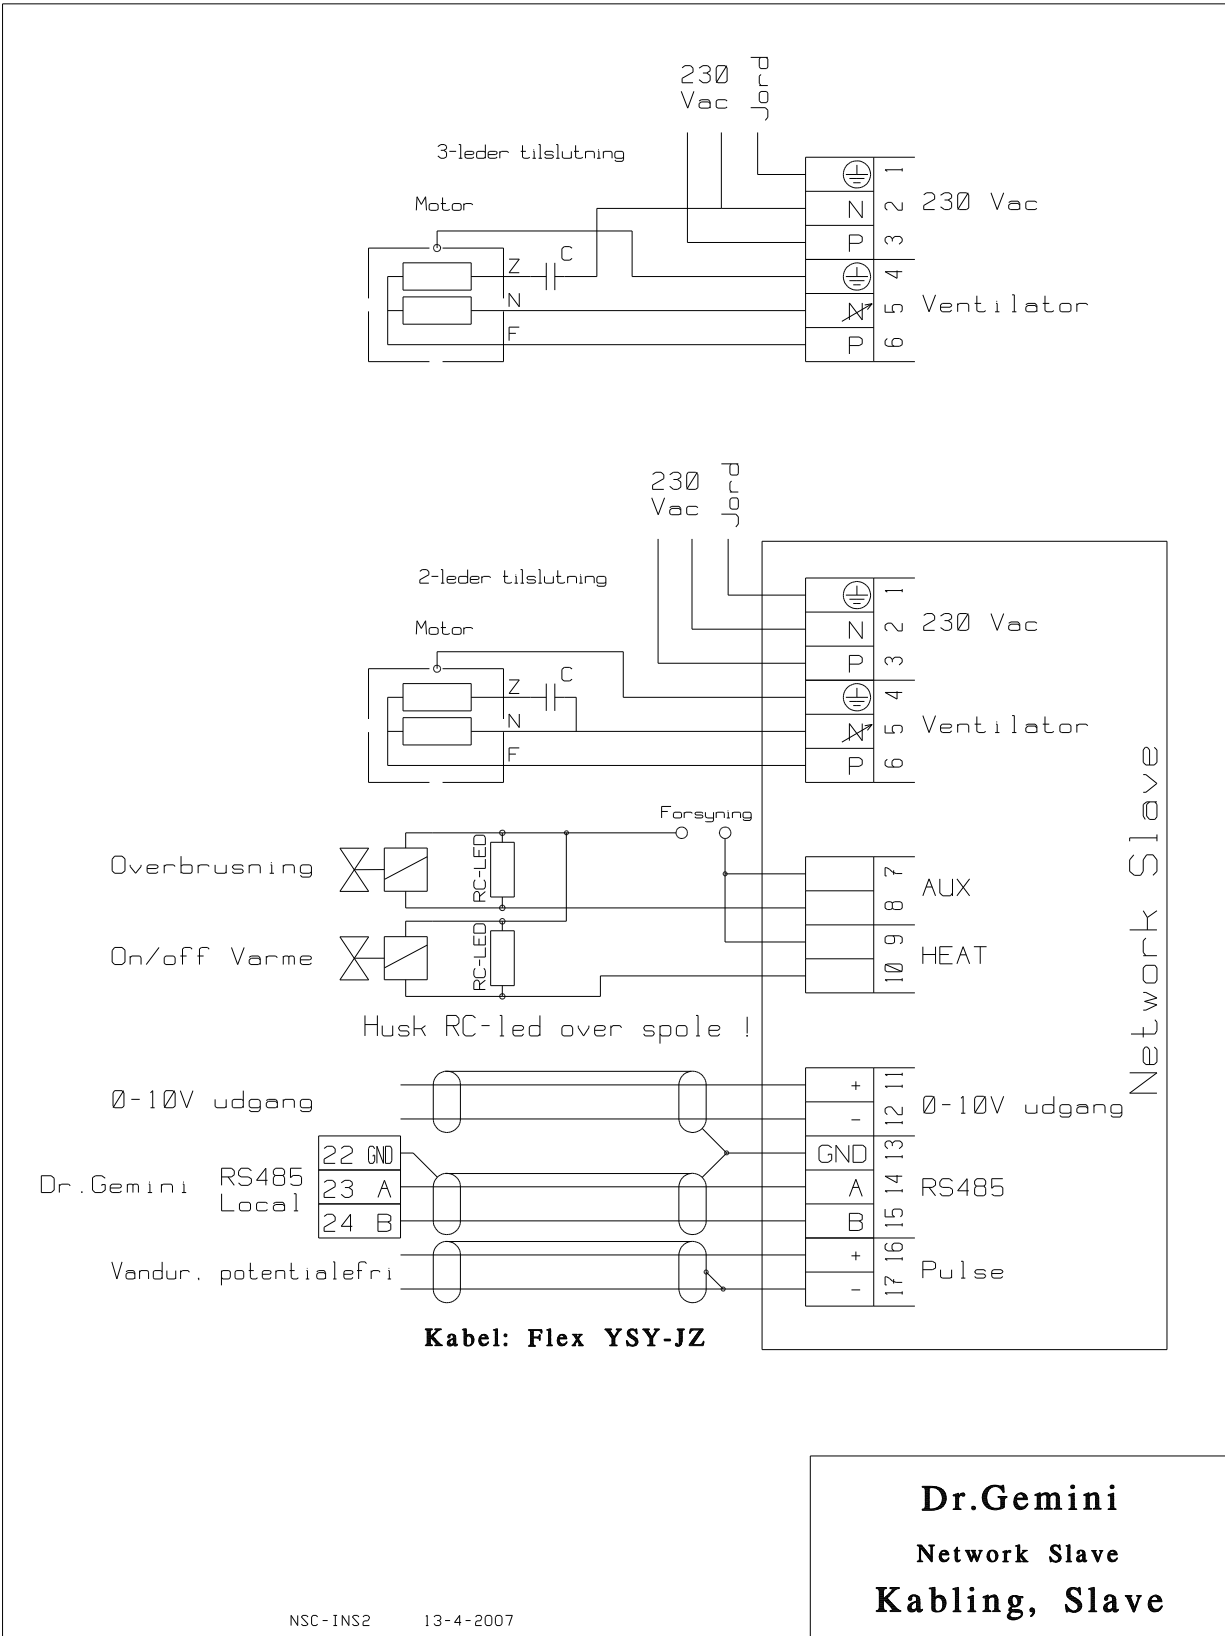 230
Vac
Jord
3-leder tilslutning
Motor
Z
C
N
F
1
N 2 230 Vac
P 3
4
N 5 Ventilator
P 6
230
Vac
Jord
2-leder tilslutning
Motor
Z
C
N
F
1
N 2 230 Vac
P 3
4
N 5 Ventilator
P 6
Network Slave
Forsyning
Overbrusning
RC-LED
7
AUX
8
On/off Varme
RC-LED
9
HEAT
10
Husk RC-led over spole !
0-10V udgang
+ 11
- 12
0-10V udgang
22 GND
GND 13
Dr.Gemini
RS485
Local
23 A
A 14
RS485
24 B
B 15
Vandur. potentialefri
+ 16
Pulse
- 17
Kabel: Flex YSY-JZ
Dr.Gemini
Network Slave
Kabling, Slave
NSC-INS2 13-4-2007